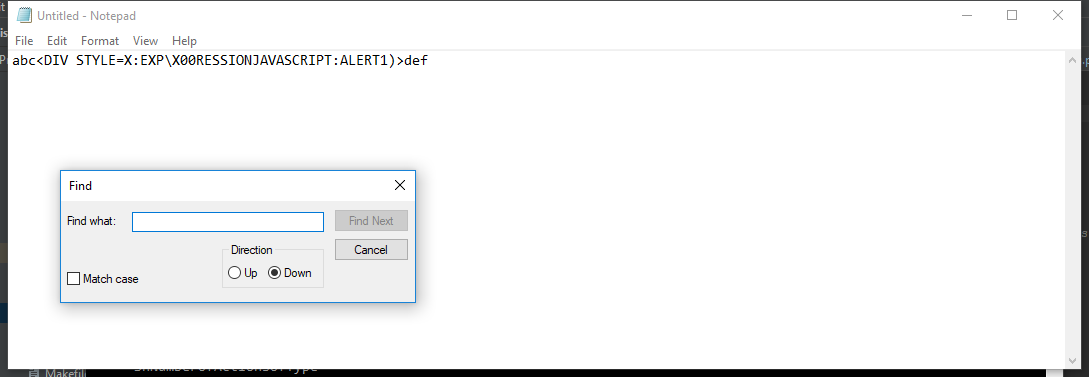 Untitled - Notepad
File Edit Format View Help
abc<DIV STYLE=X:EXP\X00RESSIONJAVASCRIPT:ALERT1)>def
Find
Find what:
Find Next
Direction
Cancel
Up Down
Match case